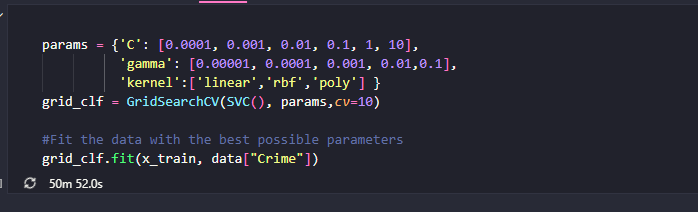 params = {'C': [0.0001, 0.001, 0.01, 0.1, 1, 10],
'gamma': [0.00001, 0.0001, 0.001, 0.01,0.1],
'kernel':['linear','rbf','poly'] }
grid_clf = GridSearchCV(SVC(), params,cv=10)
#Fit the data with the best possible parameters
grid_clf.fit(x_train, data["Crime"])
50m 52.0s